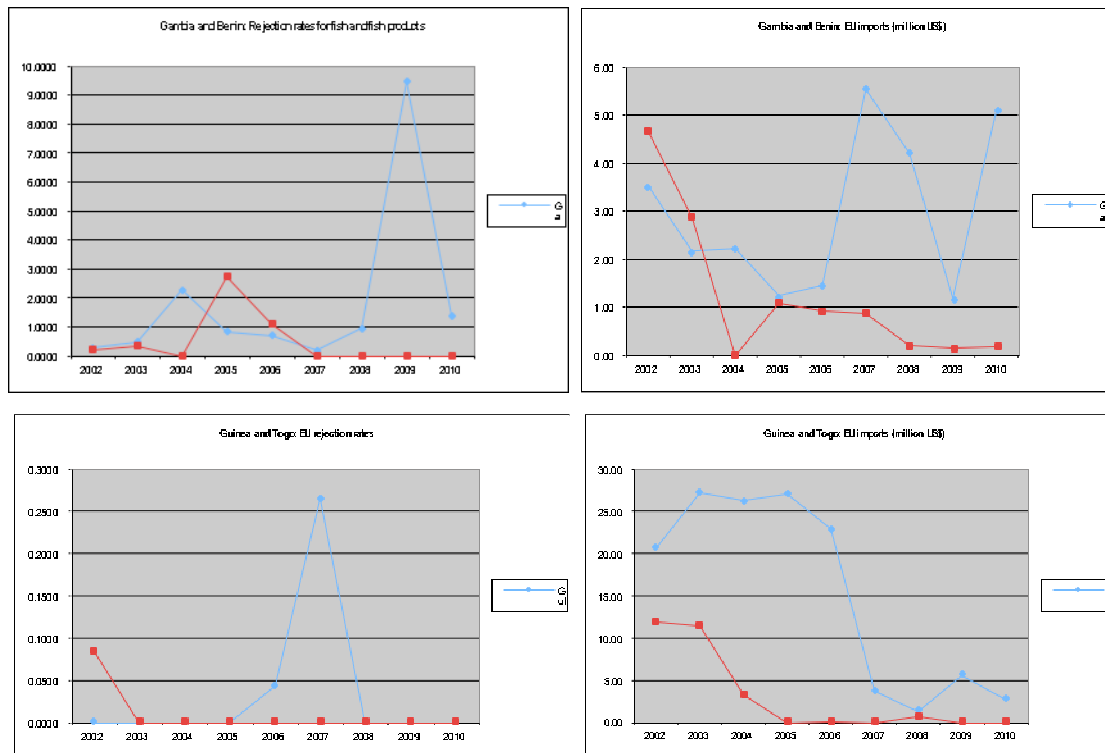 Gambia and Benin: Rejection rates for fish and fish products
10.0000
9.0000
8.0000
7.0000
6.0000
5.0000
4.0000
3.0000
2.0000
1.0000
0.0000
2002 2003 2004 2005 2006 2007 2008 2009 2010
G
a
Gambia and Benin: EU imports (million US$)
6.00
5.00
4.00
3.00
2.00
1.00
0.00
2002 2003 2004 2005 2006 2007 2008 2009 2010
G
a
Guinea and Togo: EU rejection rates
0.3000
0.2500
0.2000
0.1500
0.1000
0.0500
0.0000
2002 2003 2004 2005 2006 2007 2008 2009 2010
Guinea and Togo: EU imports (million US$)
30.00
25.00
20.00
15.00
10.00
5.00
0.00
2002 2003 2004 2005 2006 2007 2008 2009 2010